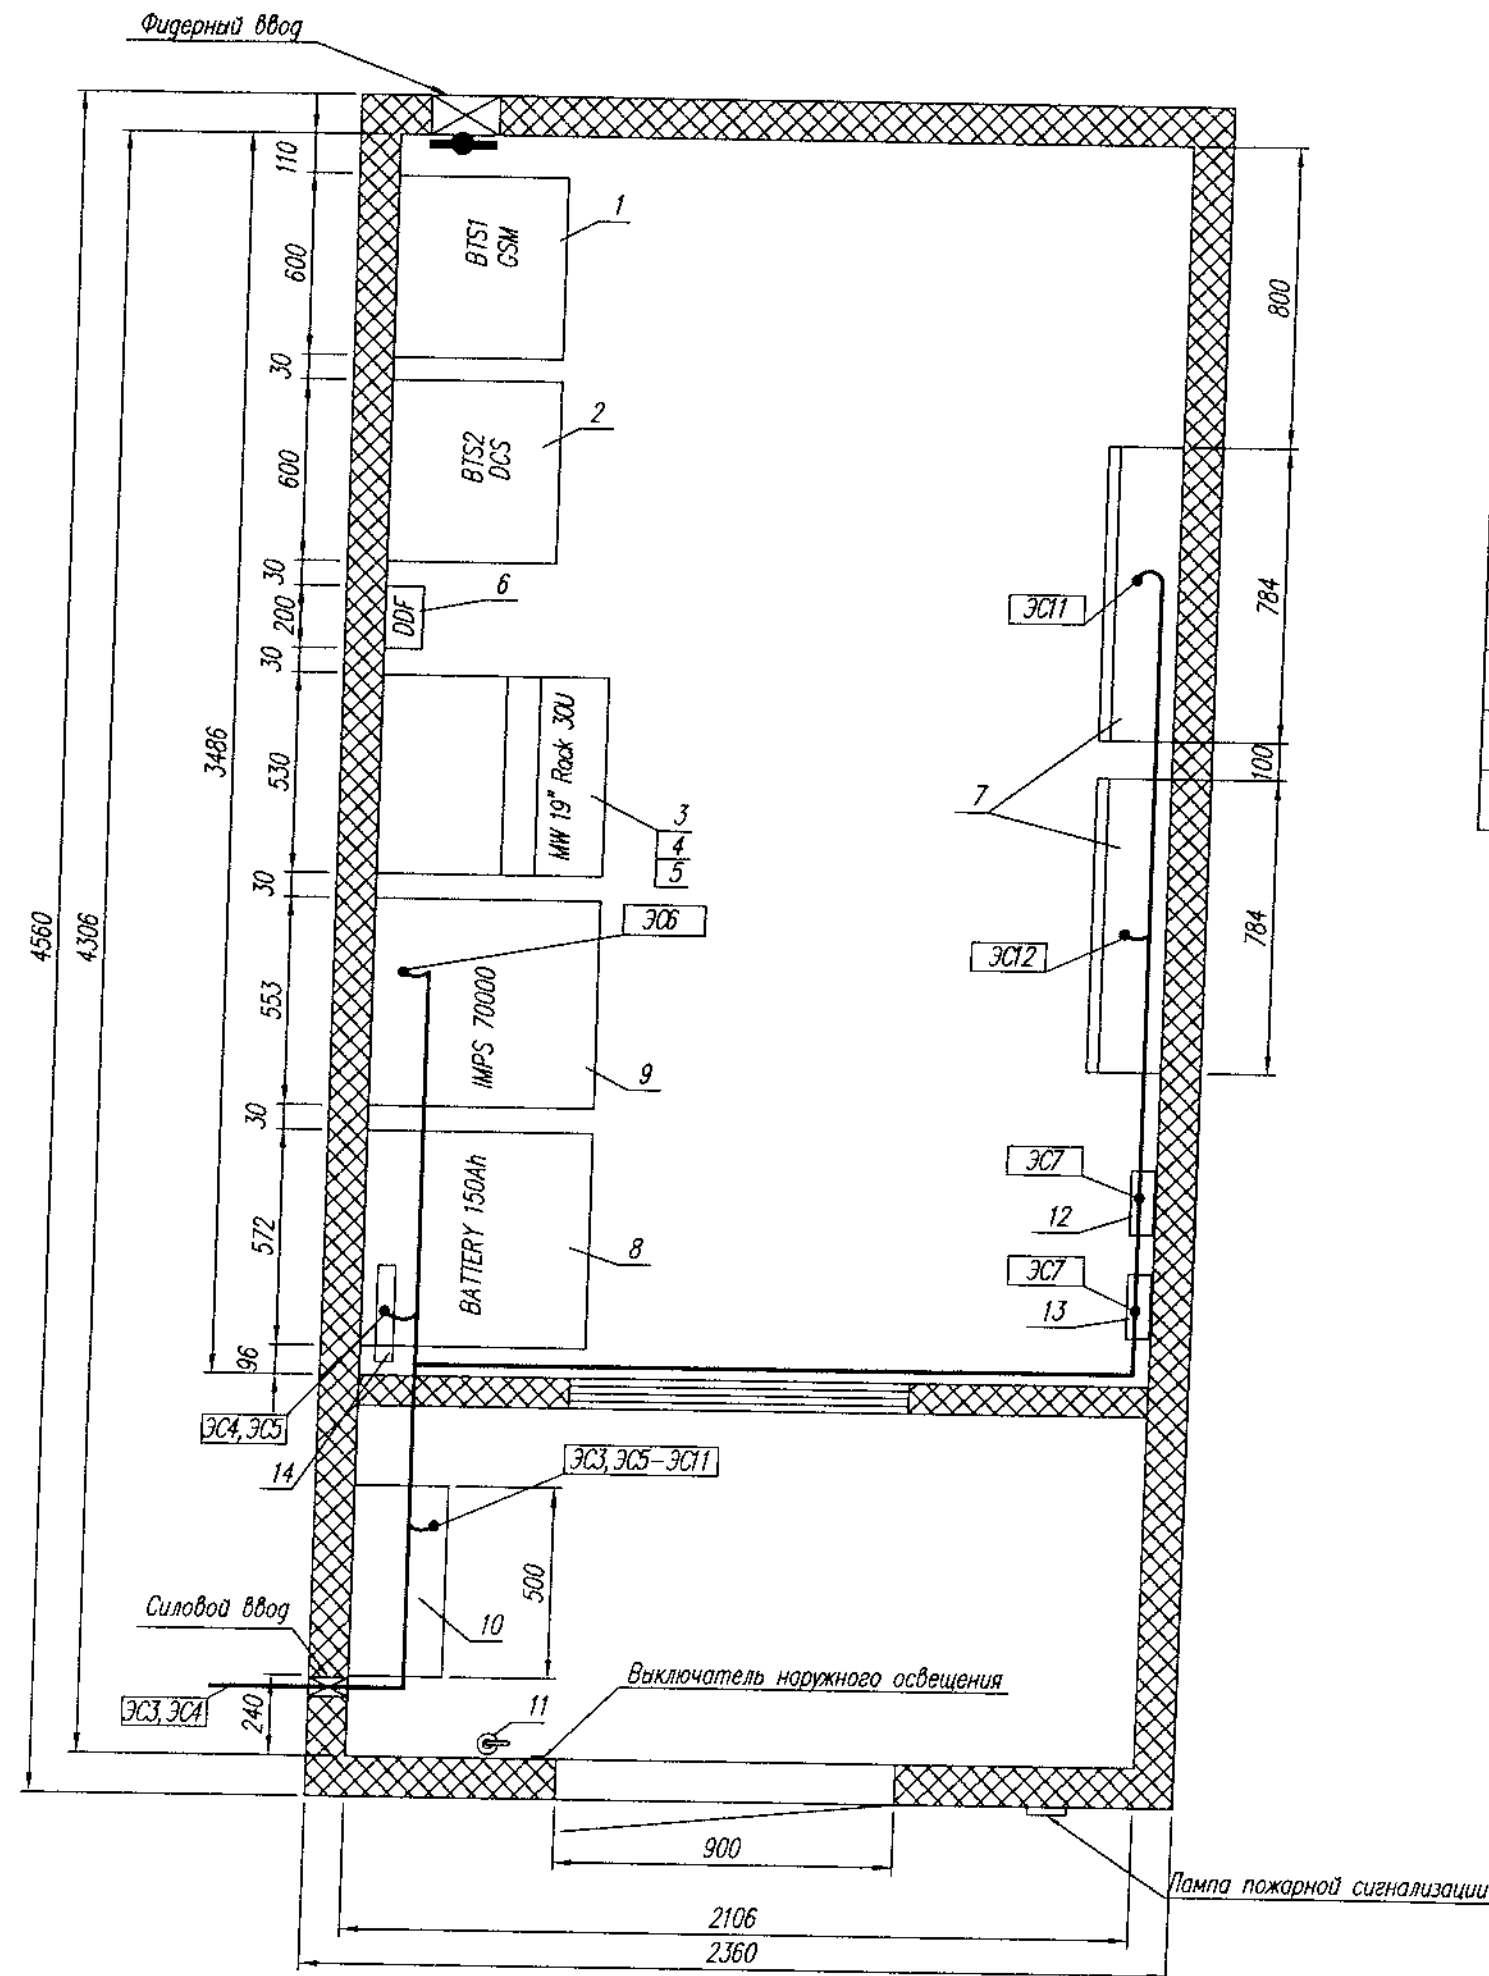 Фидерный ввод
110
1
BTS1
GSM
600
800
30
2
BTS2
DCS
600
30
6
DDF
200
ЭС11
784
30
3486
530
MW 19" Rack 30U
3
4
5
7
100
30
4560
4306
ЭС6
ЭС12
784
553
IMPS 70000
9
30
ЭС7
12
572
BATTERY 150Ah
8
ЭС7
13
96
ЭС4, ЭС5
14
ЭС3, ЭС5-ЭС11
500
Силовой ввод
10
Выключатель наружного освещения
ЭС3, ЭС4
240
11
900
Лампа пожарной сигнализации
2106
2360